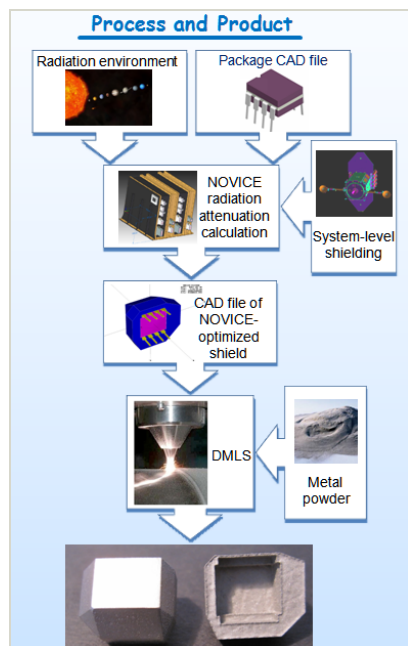 Process and Product
Radiation environment
Package CAD file
NOVICE
radiation
attenuation
calculation
System-level
shielding
CAD file of
NOVICE-
optimized
shield
DMLS
Metal
powder